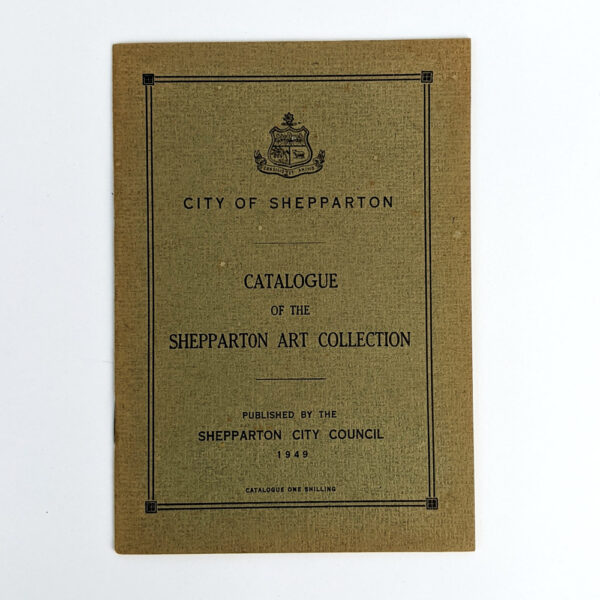 CITY OF SHEPPARTON
CATALOGUE
OF THE
SHEPPARTON ART COLLECTION
PUBLISHED BY THE
SHEPPARTON CITY COUNCIL
1949
CATALOGUE ONE SHILLING